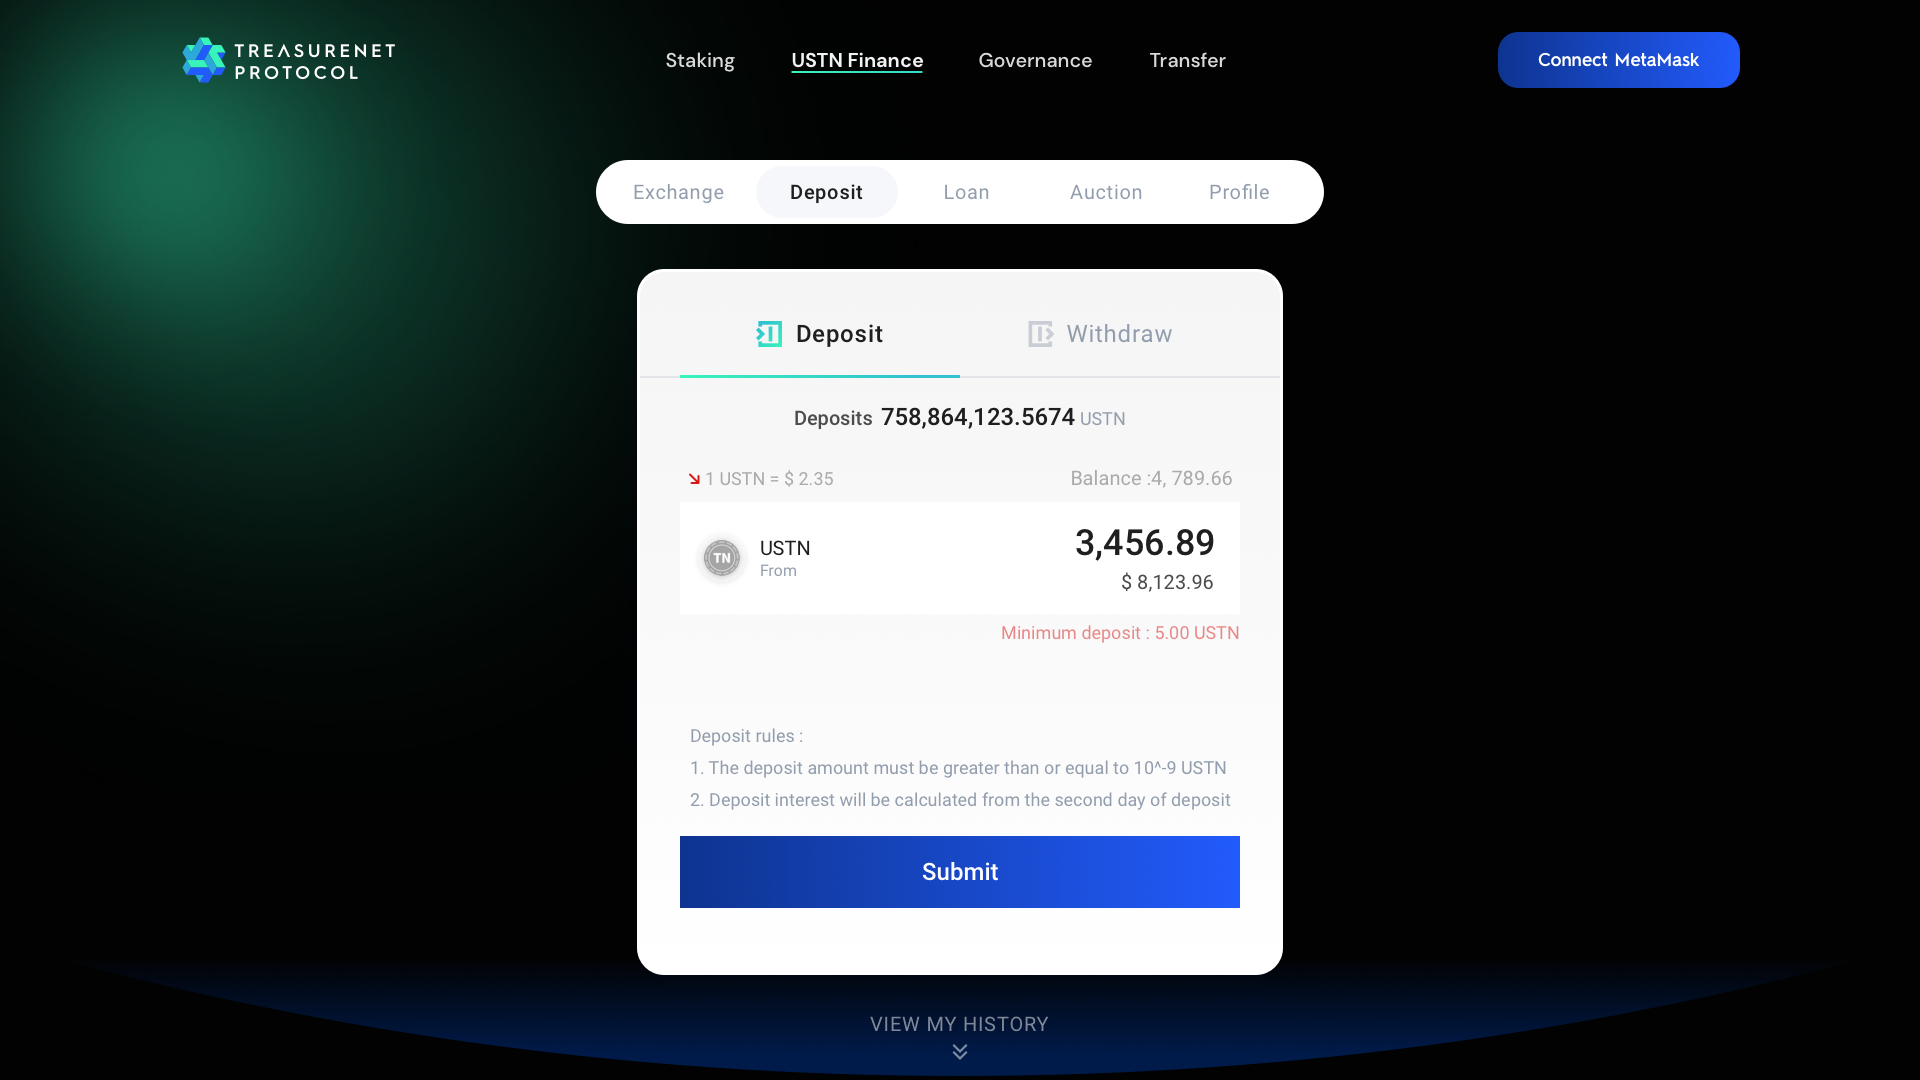 TREASURENET
PROTOCOL
Staking
USTN Finance
Governance
Transfer
Connect MetaMask
Exchange
Deposit
Loan
Auction
Profile
Deposit
Withdraw
Deposits 758,864,123.5674 USTN
1 USTN = $ 2.35
Balance :4, 789.66
TN
USTN
From
3,456.89
$ 8,123.96
Minimum deposit : 5.00 USTN
Deposit rules :
1. The deposit amount must be greater than or equal to 10^-9 USTN
2. Deposit interest will be calculated from the second day of deposit
Submit
VIEW MY HISTORY